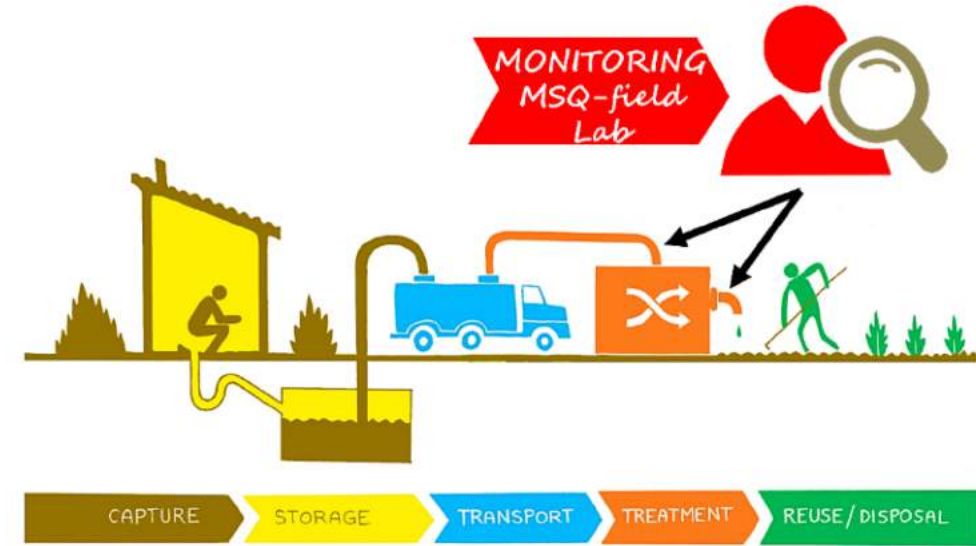 MONITORING
MSQ-field
Lab
CAPTURE
STORAGE
TRANSPORT
TREATMENT
REUSE/DISPOSAL